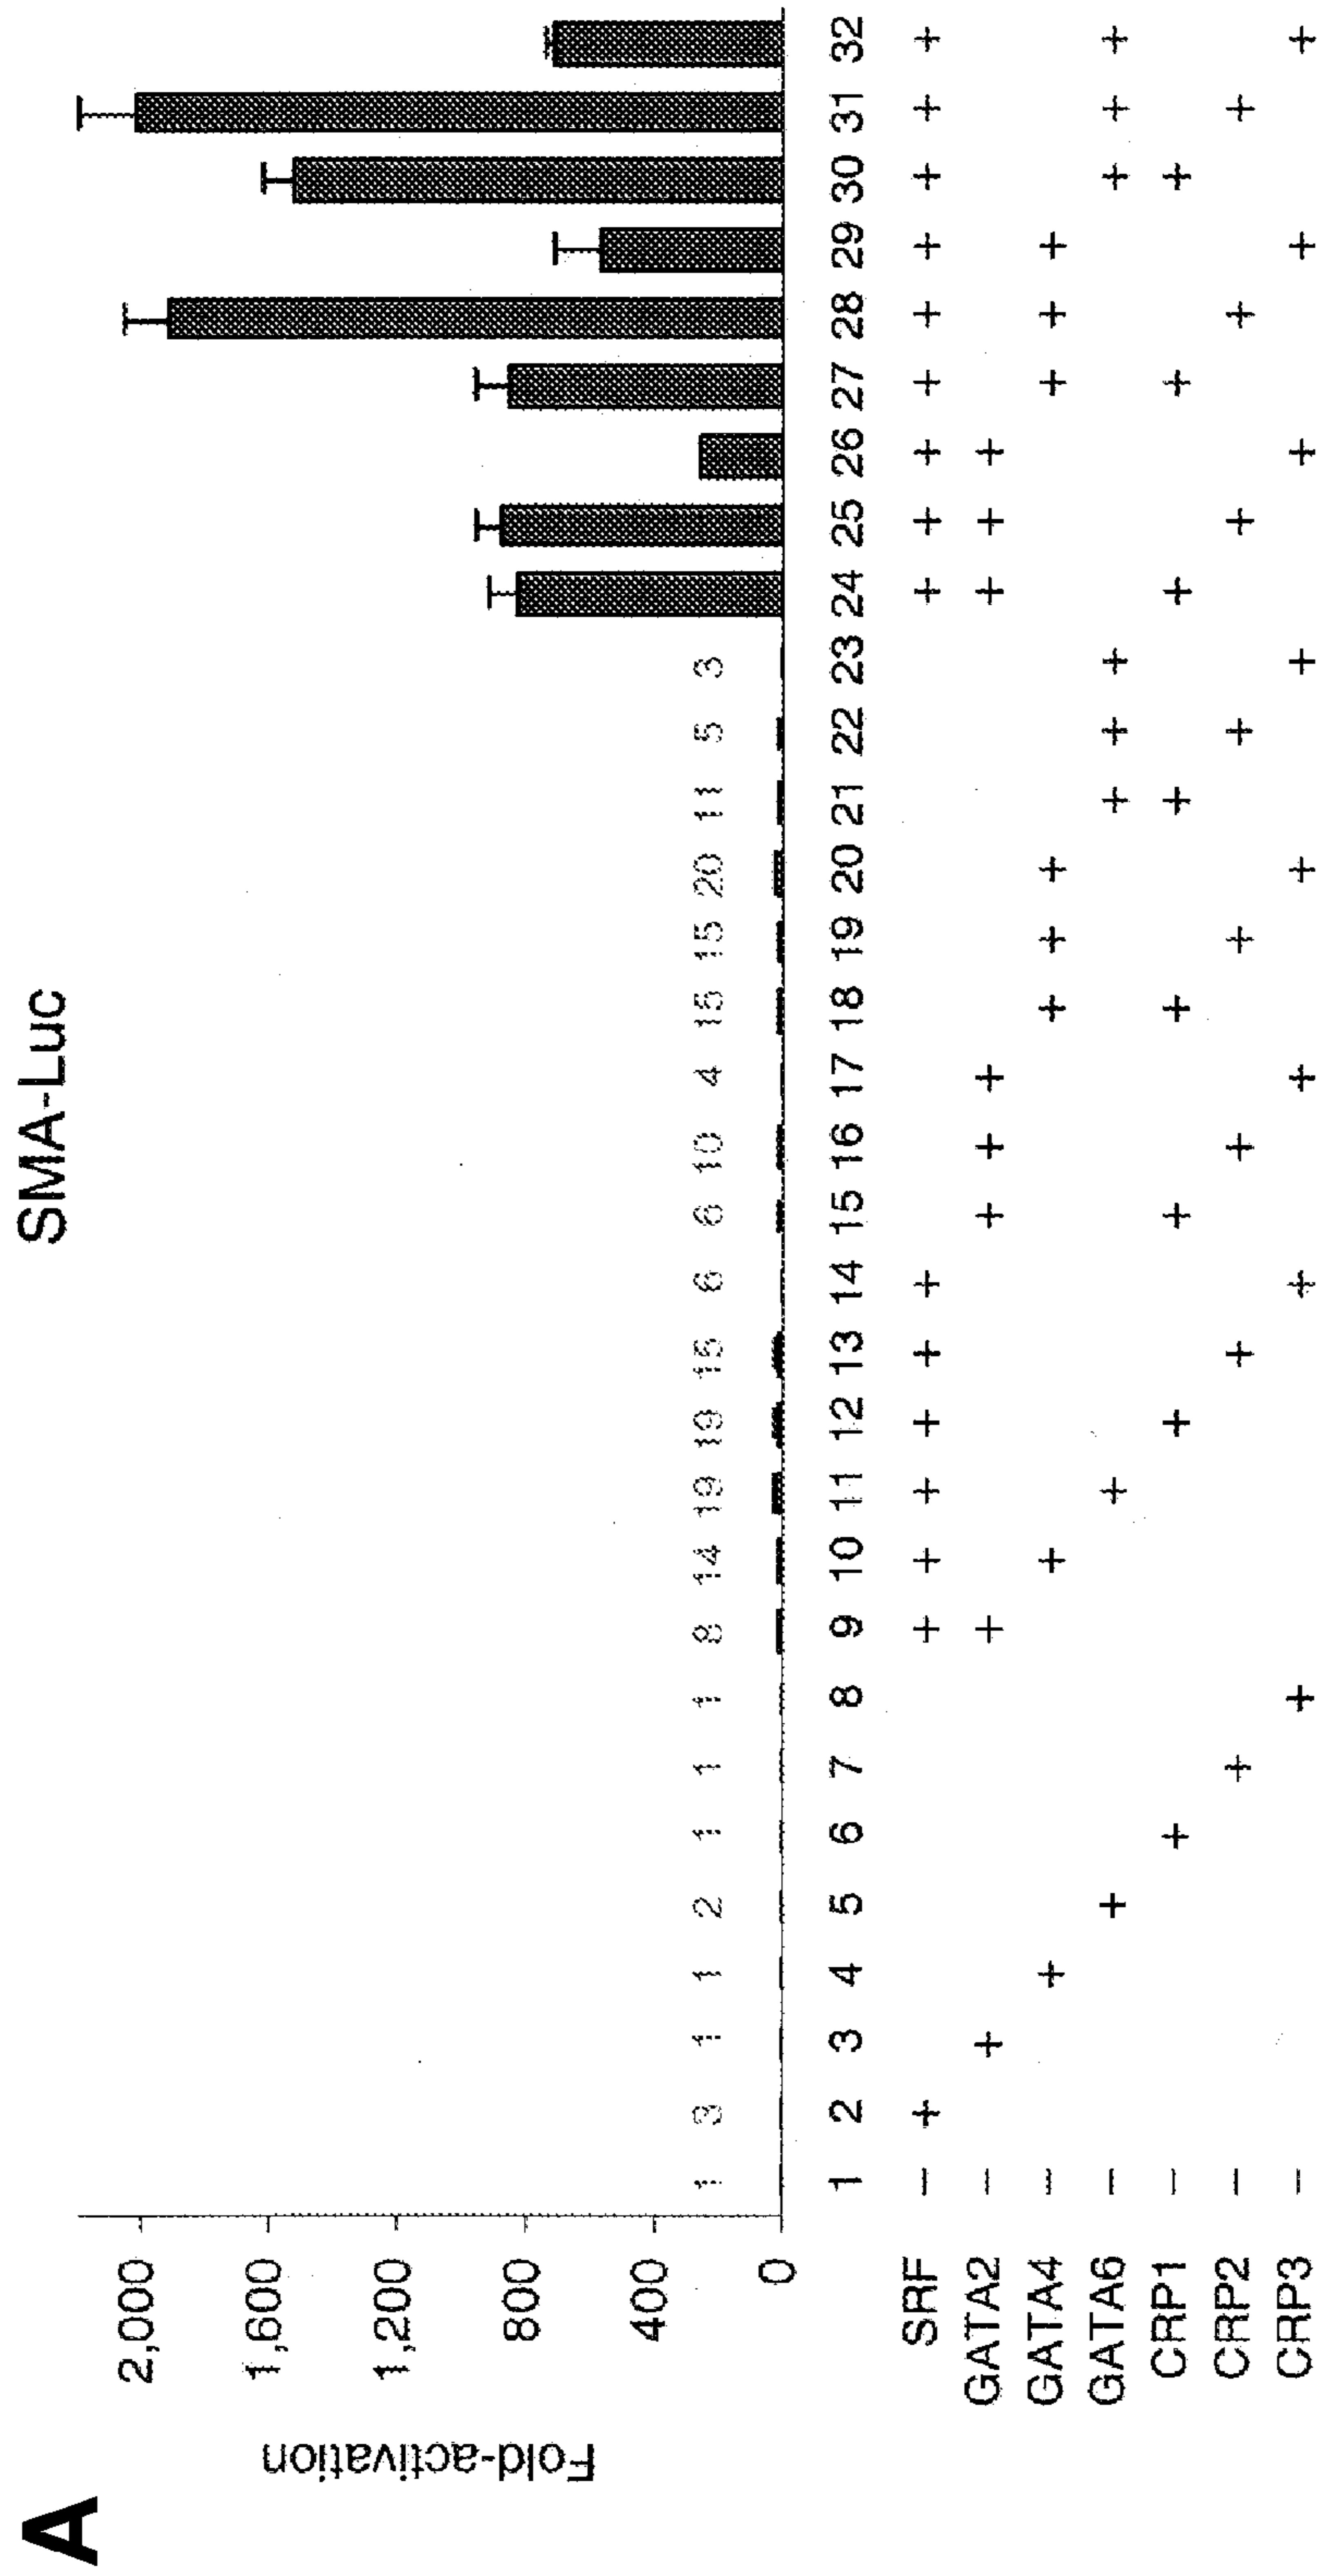 A
SMA-Luc
Fold-activation
2,000
1,600
1,200
800
400
0
1 3 1 1 2 1 1 1 8 14 19 19 15 6 6 10 4 15 15 20 11 5 3
1 2 3 4 5 6 7 8 9 10 11 12 13 14 15 16 17 18 19 20 21 22 23 24 25 26 27 28 29 30 31 32
SRF − + + + + + + + + + + + + + + + +
GATA2 − + + + + + + + +
GATA4 − + + + + + + + +
GATA6 − + + + + + + + +
CRP1 − + + + + + + + +
CRP2 − + + + + + + + +
CRP3 − + + + + + + + +